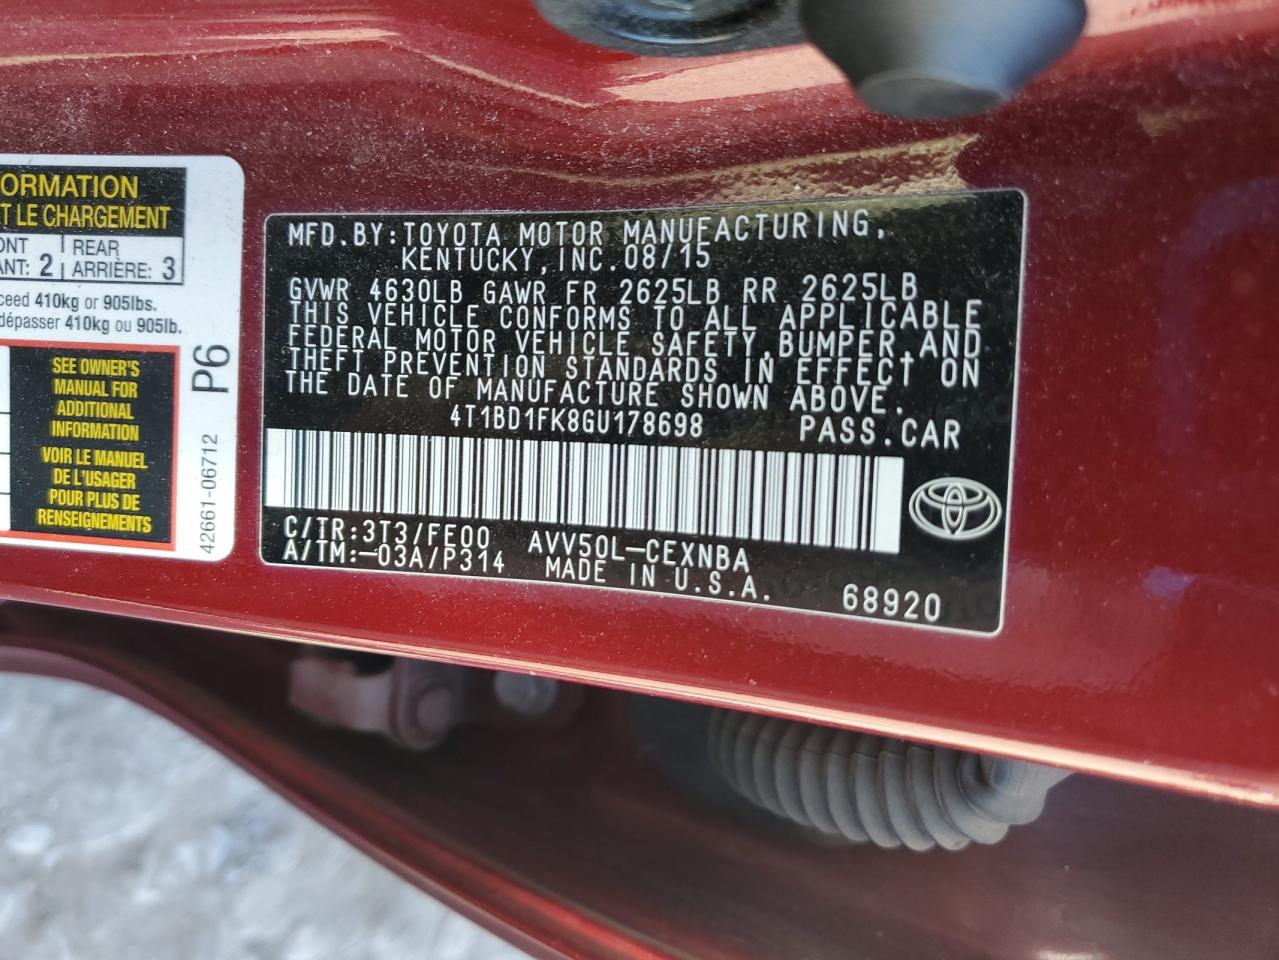 ORMATION
T LE CHARGEMENT
ONT
ANT: 2
REAR
ARRIÈRE: 3
ceed 410kg or 905lbs.
dépasser 410kg ou 905lb.
SEE OWNER'S
MANUAL FOR
ADDITIONAL
INFORMATION
VOIR LE MANUEL
DE L'USAGER
POUR PLUS DE
RENSEIGNEMENTS
P6
42661-06712
MFD.BY:TOYOTA MOTOR MANUFACTURING,
KENTUCKY,INC.08/15
GVWR 4630LB GAWR FR 2625LB RR 2625LB
THIS VEHICLE CONFORMS TO ALL APPLICABLE
FEDERAL MOTOR VEHICLE SAFETY,BUMPER,AND
THEFT PREVENTION STANDARDS IN EFFECT ON
THE DATE OF MANUFACTURE SHOWN ABOVE.
4T1BD1FK8GU178698 PASS.CAR
C/TR:3T3/FE00 AVV50L-CEXNBA
A/TM:-03A/P314 MADE IN U.S.A.
68920